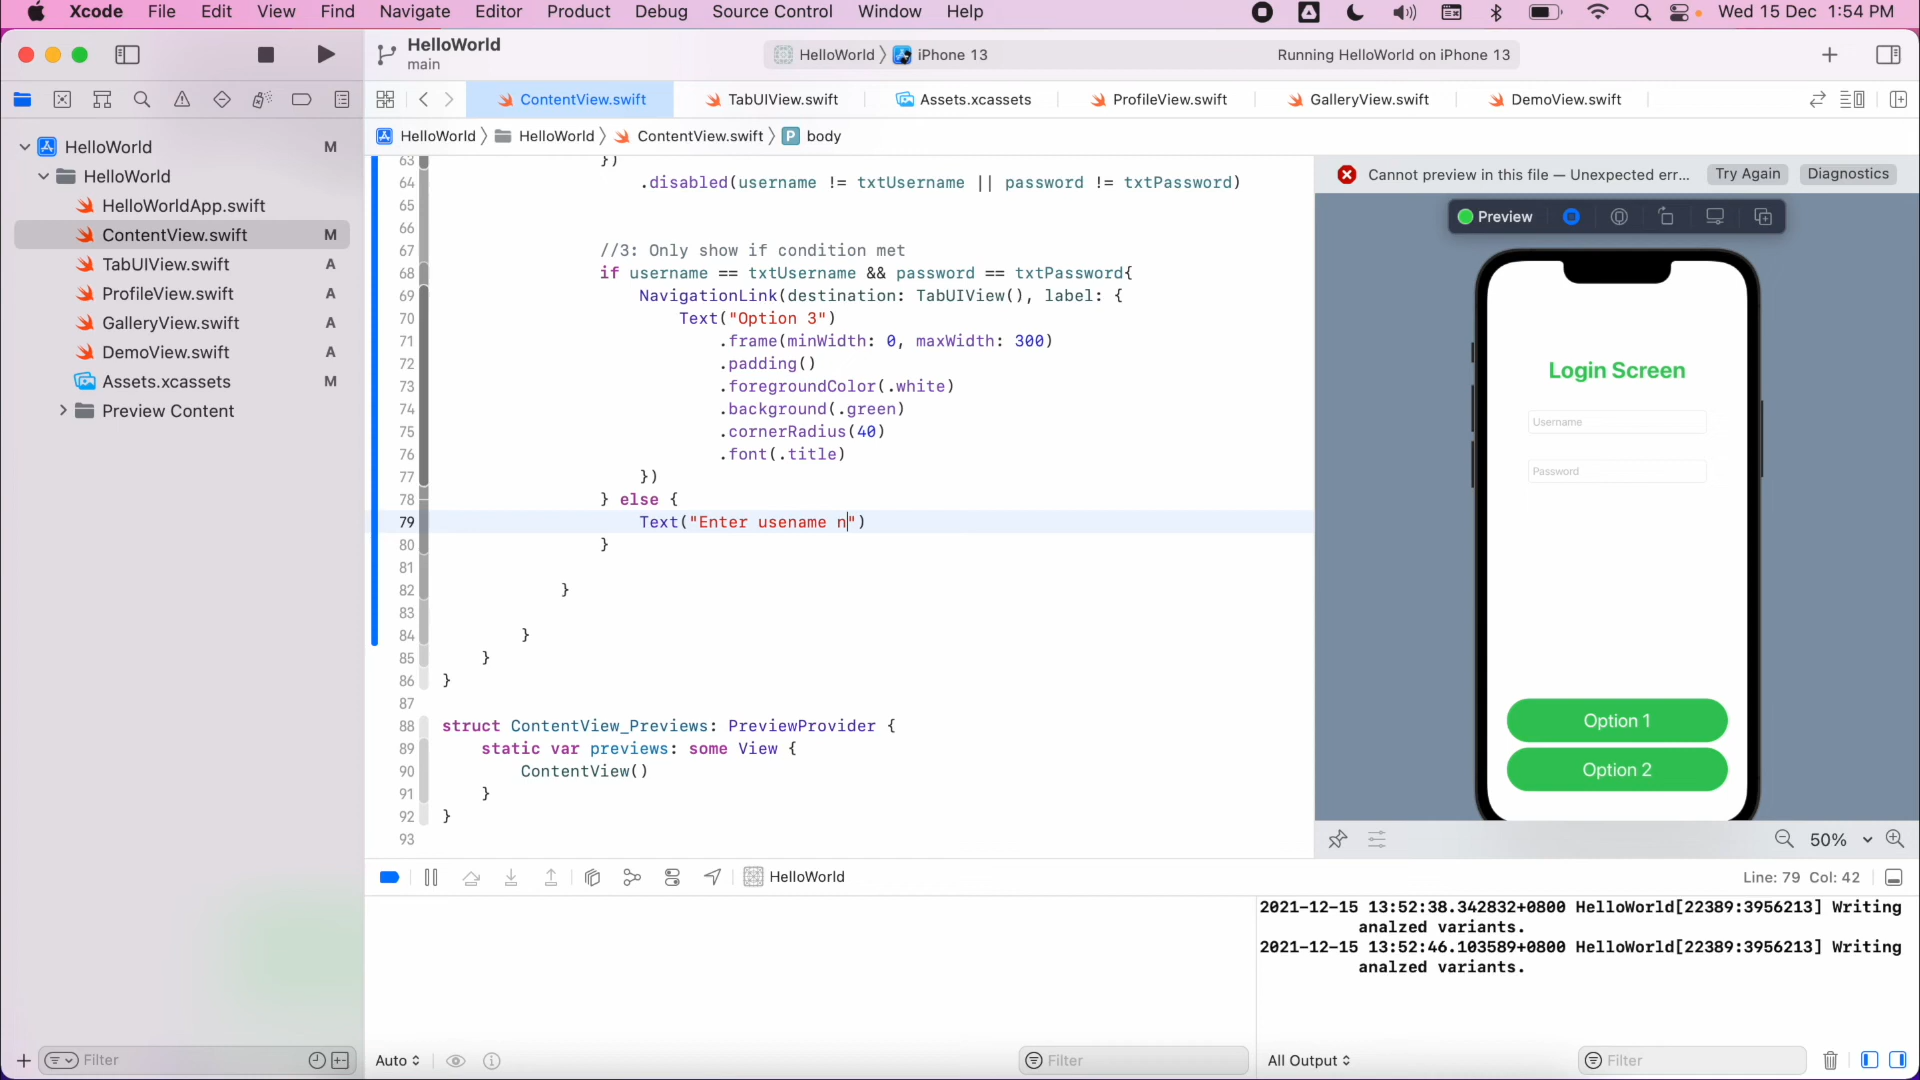 Xcode File Edit View Find Navigate Editor Product Debug Source Control Window Help Wed 15 Dec 1:54 PM
HelloWorld
main
HelloWorld 〉 iPhone 13
Running HelloWorld on iPhone 13
ContentView.swift TabUIView.swift Assets.xcassets ProfileView.swift GalleryView.swift DemoView.swift
HelloWorld 〉 HelloWorld 〉 ContentView.swift 〉 P body
HelloWorld M
HelloWorld
HelloWorldApp.swift
ContentView.swift M
TabUIView.swift A
ProfileView.swift A
GalleryView.swift A
DemoView.swift A
Assets.xcassets M
Preview Content
Filter
63 })
64 .disabled(username != txtUsername || password != txtPassword)
65
66
67 //3: Only show if condition met
68 if username == txtUsername && password == txtPassword{
69 NavigationLink(destination: TabUIView(), label: {
70 Text("Option 3")
71 .frame(minWidth: 0, maxWidth: 300)
72 .padding()
73 .foregroundColor(.white)
74 .background(.green)
75 .cornerRadius(40)
76 .font(.title)
77 })
78 } else {
79 Text("Enter usename n")
80 }
81
82 }
83
84 }
85 }
86 }
87
88 struct ContentView_Previews: PreviewProvider {
89 static var previews: some View {
90 ContentView()
91 }
92 }
93
Cannot preview in this file — Unexpected err... Try Again Diagnostics
Preview
Login Screen
Username
Password
Option 1
Option 2
50%
HelloWorld
Line: 79 Col: 42
2021-12-15 13:52:38.342832+0800 HelloWorld[22389:3956213] Writing
analzed variants.
2021-12-15 13:52:46.103589+0800 HelloWorld[22389:3956213] Writing
analzed variants.
Auto
Filter
All Output
Filter